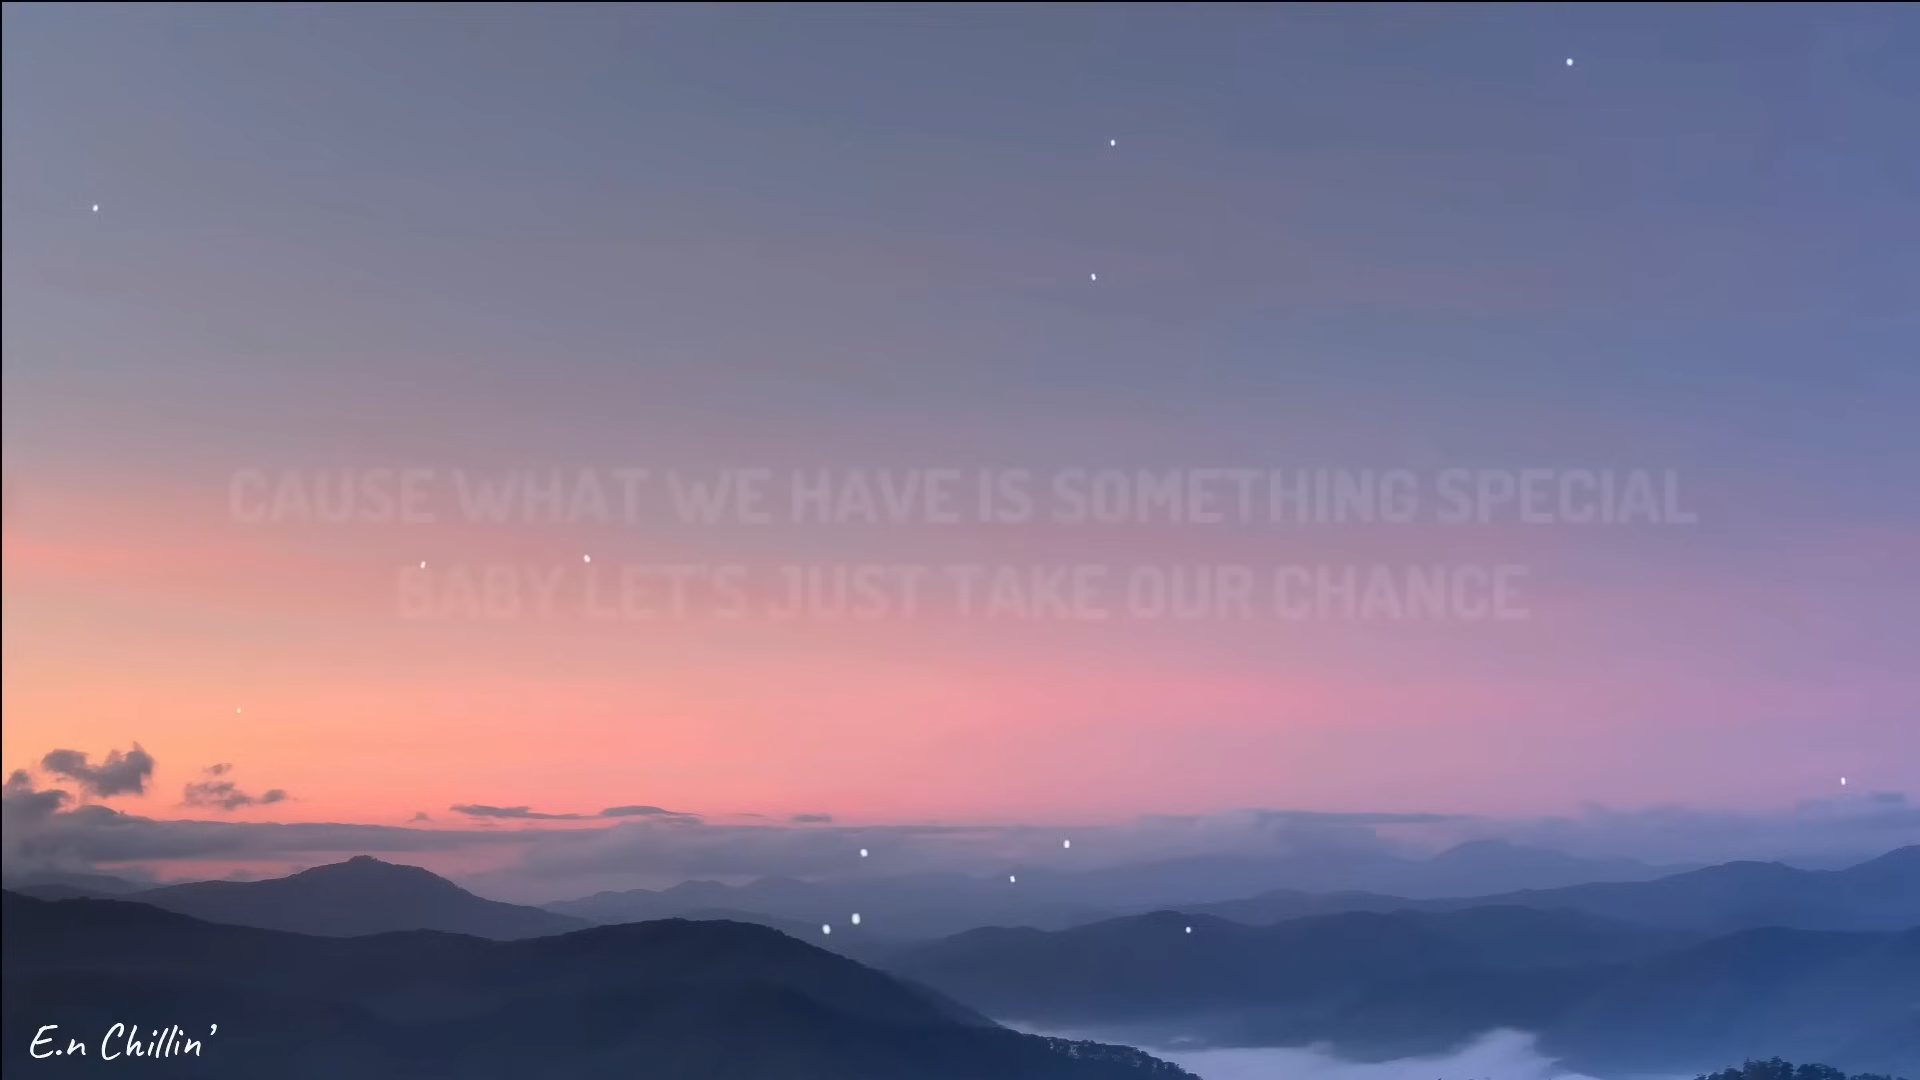 CAUSE WHAT WE HAVE IS SOMETHING SPECIAL
BABY LET'S JUST TAKE OUR CHANCE
E.n Chillin'